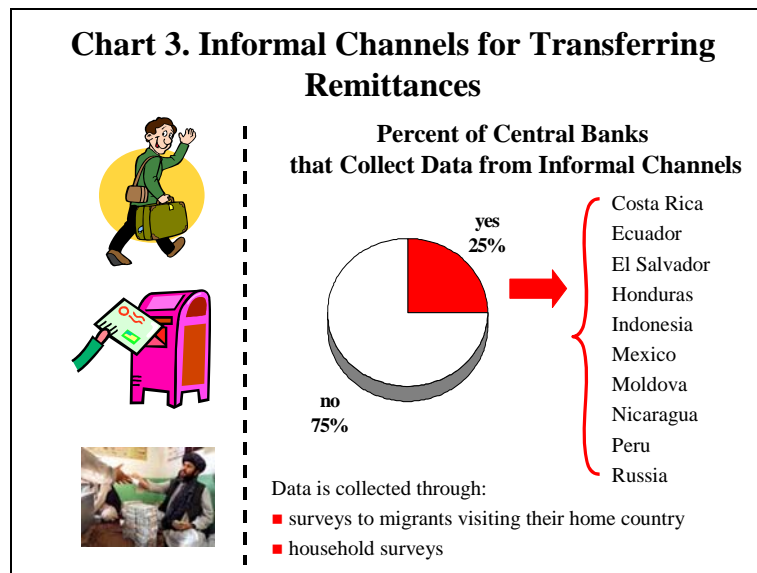 Chart 3. Informal Channels for Transferring
Remittances
Percent of Central Banks
that Collect Data from Informal Channels
yes
25%
no
75%
Costa Rica
Ecuador
El Salvador
Honduras
Indonesia
Mexico
Moldova
Nicaragua
Peru
Russia
Data is collected through:
■ surveys to migrants visiting their home country
■ household surveys